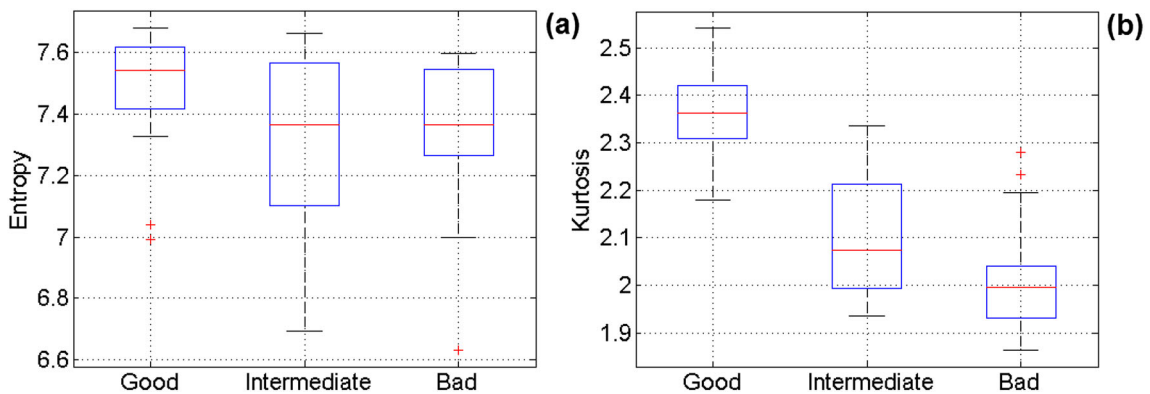 (a)
Entropy
7.6
7.4
7.2
7
6.8
6.6
Good Intermediate Bad
(b)
Kurtosis
2.5
2.4
2.3
2.2
2.1
2
1.9
Good Intermediate Bad